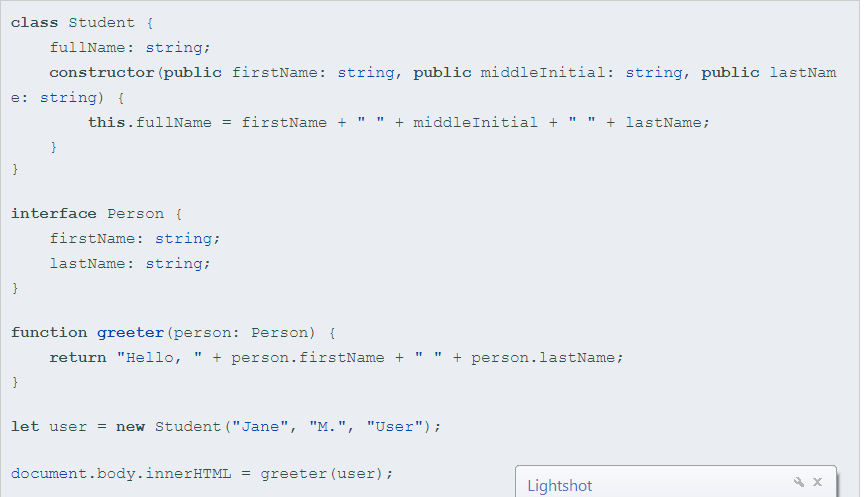 class Student {
    fullName: string;
    constructor(public firstName: string, public middleInitial: string, public lastNam
e: string) {
        this.fullName = firstName + " " + middleInitial + " " + lastName;
    }
}
interface Person {
    firstName: string;
    lastName: string;
}
function greeter(person: Person) {
    return "Hello, " + person.firstName + " " + person.lastName;
}
let user = new Student("Jane", "M.", "User");
document.body.innerHTML = greeter(user);
Lightshot